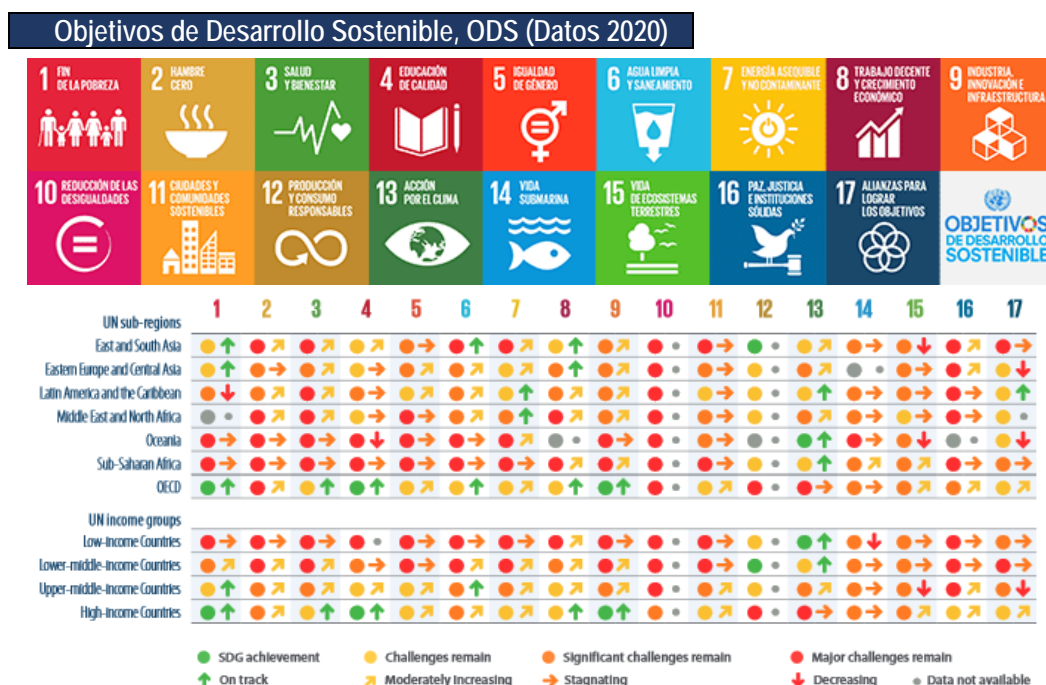 Objetivos de Desarrollo Sostenible, ODS (Datos 2020)
1 FIN
DE LA POBREZA
2 HAMBRE
CERO
3 SALUD
Y BIENESTAR
4 EDUCACIÓN
DE CALIDAD
5 IGUALDAD
DE GÉNERO
6 AGUA LIMPIA
Y SANEAMIENTO
7 ENERGÍA ASEQUIBLE
Y NO CONTAMINANTE
8 TRABAJO DECENTE
Y CRECIMIENTO
ECONÓMICO
9 INDUSTRIA,
INNOVACIÓN E
INFRAESTRUCTURA
10 REDUCCIÓN DE LAS
DESIGUALDADES
11 CIUDADES Y
COMUNIDADES
SOSTENIBLES
12 PRODUCCIÓN
Y CONSUMO
RESPONSABLES
13 ACCIÓN
POR EL CLIMA
14 VIDA
SUBMARINA
15 VIDA
DE ECOSISTEMAS
TERRESTRES
16 PAZ, JUSTICIA
E INSTITUCIONES
SÓLIDAS
17 ALIANZAS PARA
LOGRAR
LOS OBJETIVOS
OBJETIVOS
DE DESARROLLO
SOSTENIBLE
1 2 3 4 5 6 7 8 9 10 11 12 13 14 15 16 17
UN sub-regions
East and South Asia
Eastern Europe and Central Asia
Latin America and the Caribbean
Middle East and North Africa
Oceania
Sub-Saharan Africa
OECD
UN income groups
Low-income Countries
Lower-middle-income Countries
Upper-middle-income Countries
High-income Countries
SDG achievement Challenges remain Significant challenges remain Major challenges remain
On track Moderately Increasing Stagnating Decreasing Data not available